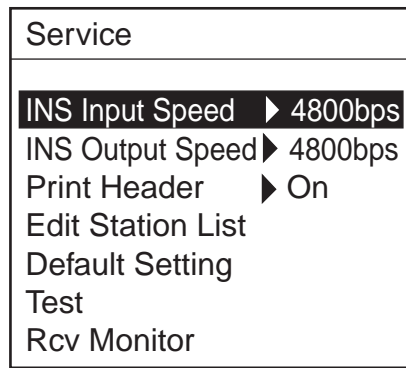 Service
INS Input Speed ▶ 4800bps
INS Output Speed ▶ 4800bps
Print Header ▶ On
Edit Station List
Default Setting
Test
Rcv Monitor